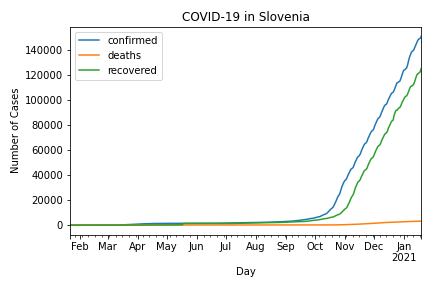 COVID-19 in Slovenia
confirmed
deaths
recovered
Number of Cases
140000
120000
100000
80000
60000
40000
20000
0
Feb Mar Apr May Jun Jul Aug Sep Oct Nov Dec Jan
2021
Day